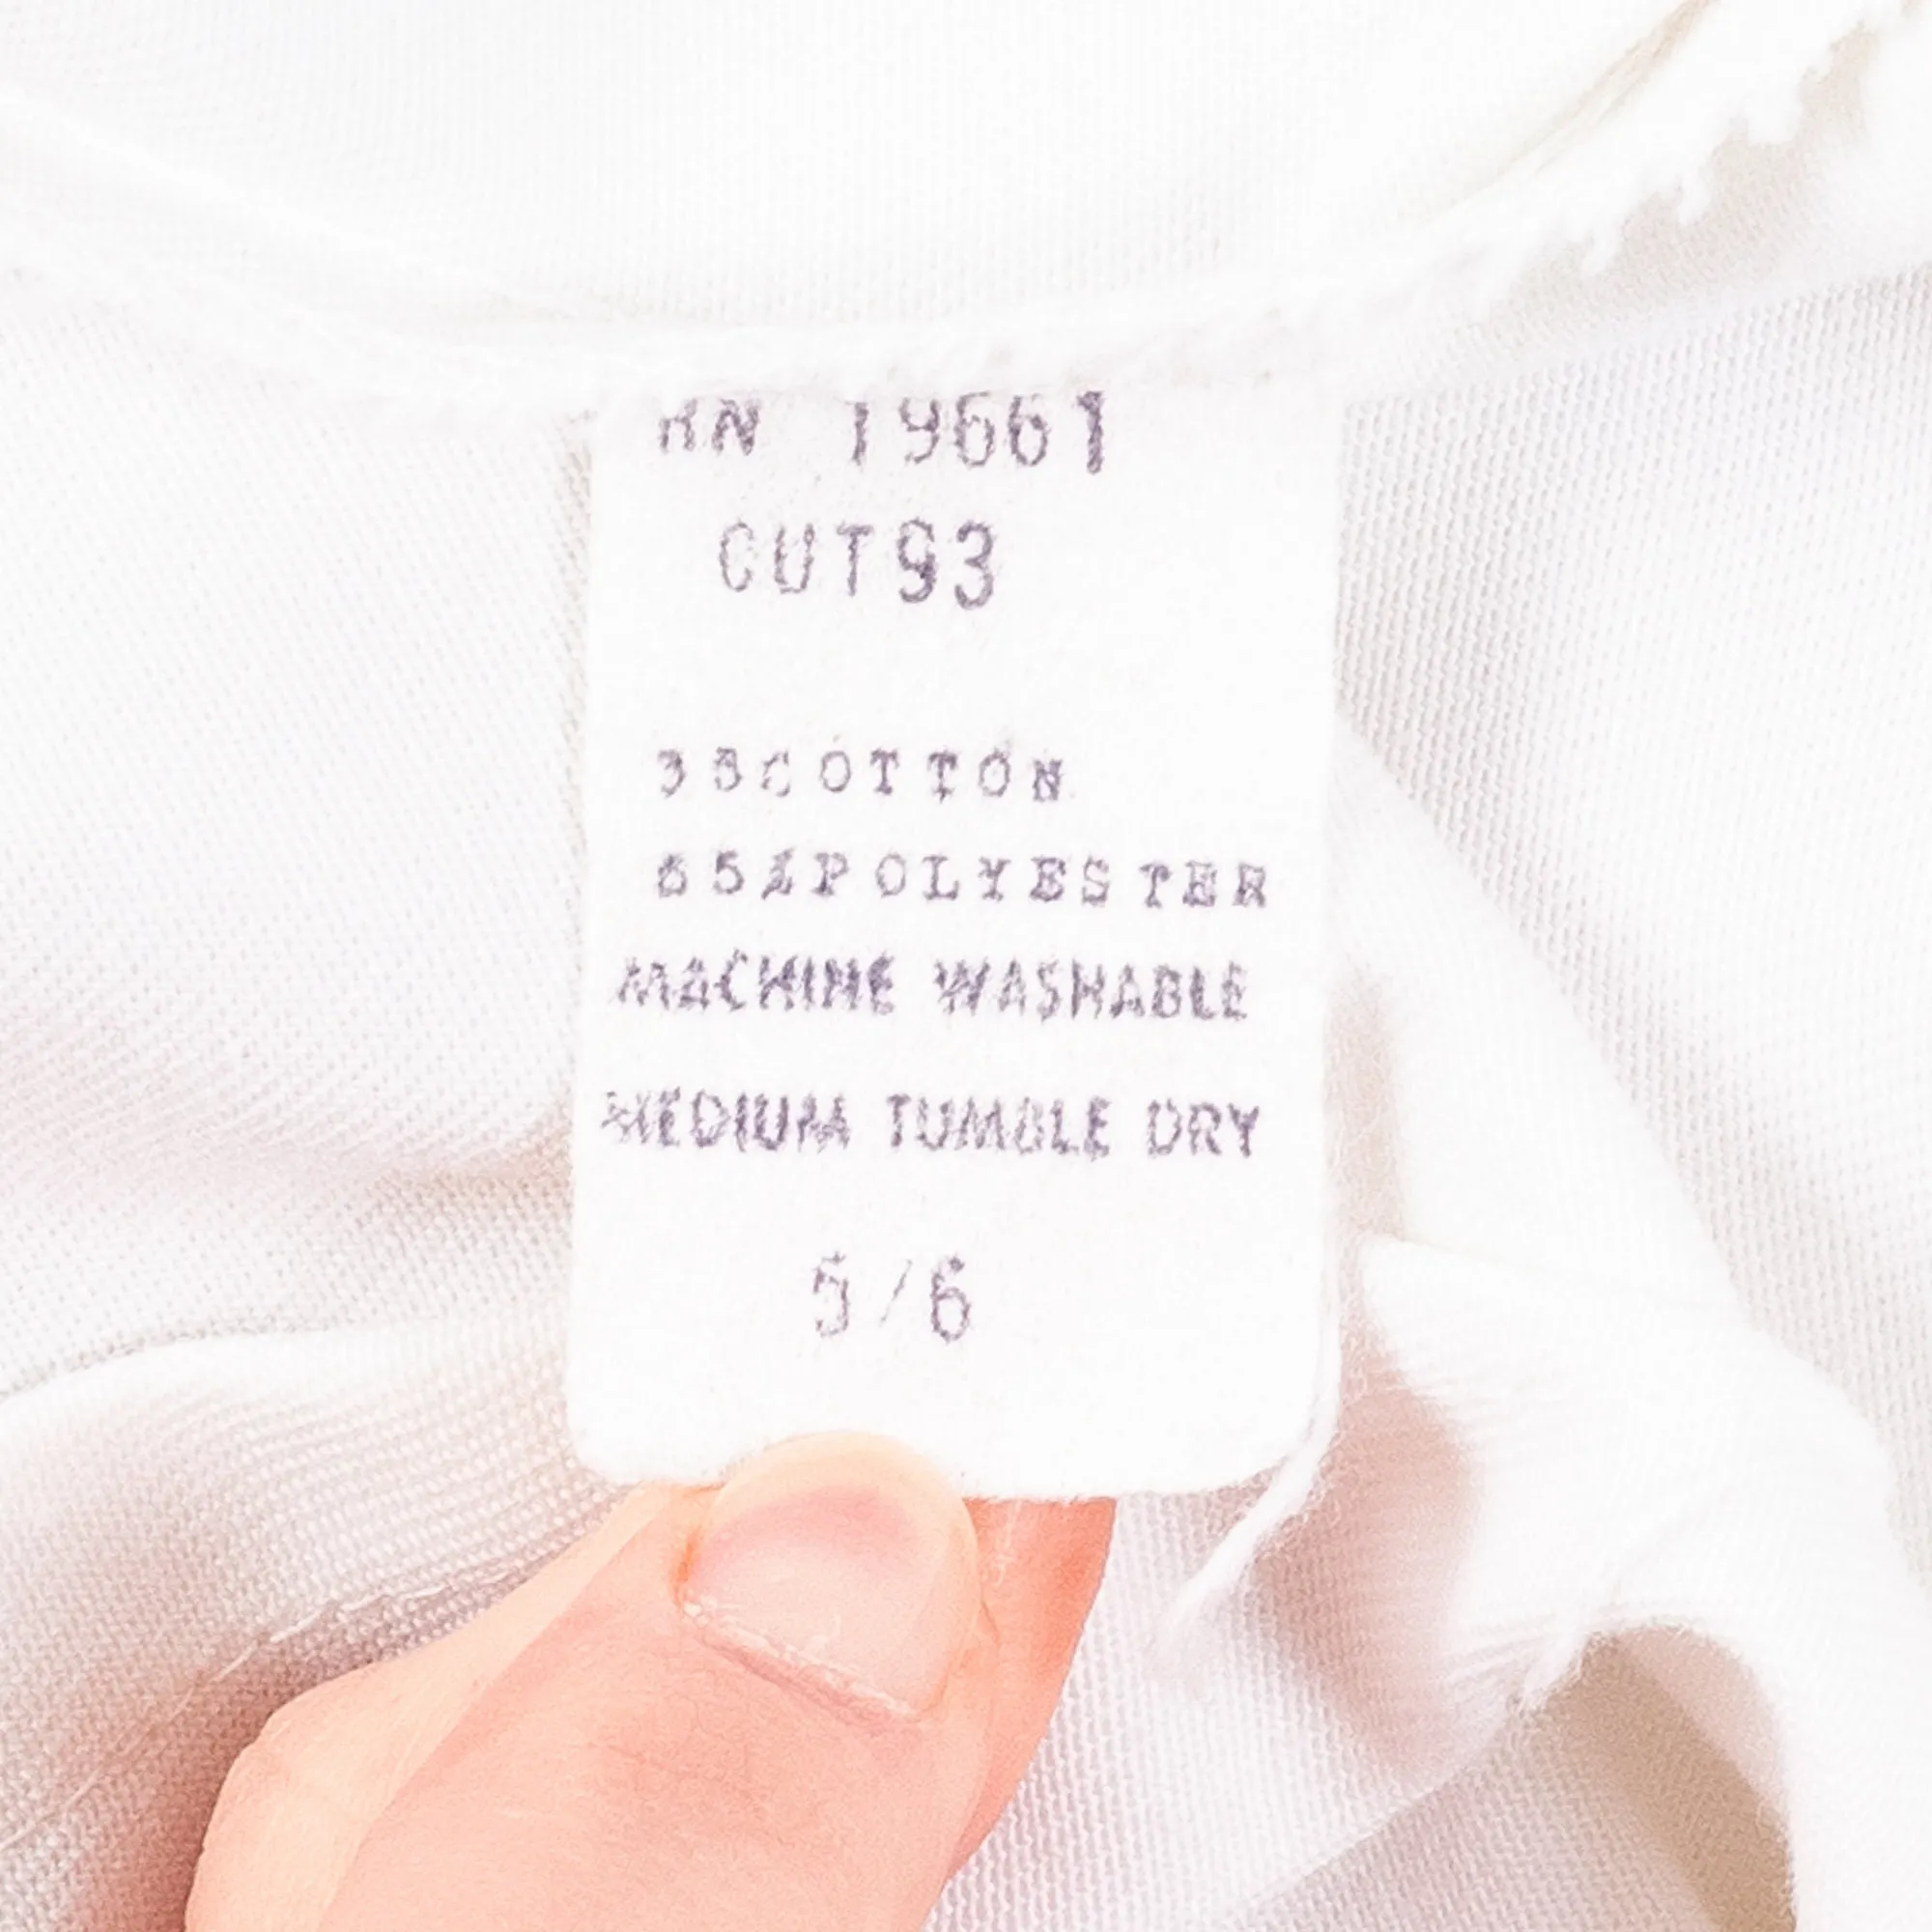 RN 19661
CUT93
35COTTON
65%POLYESTER
MACHINE WASHABLE
MEDIUM TUMBLE DRY
5/6